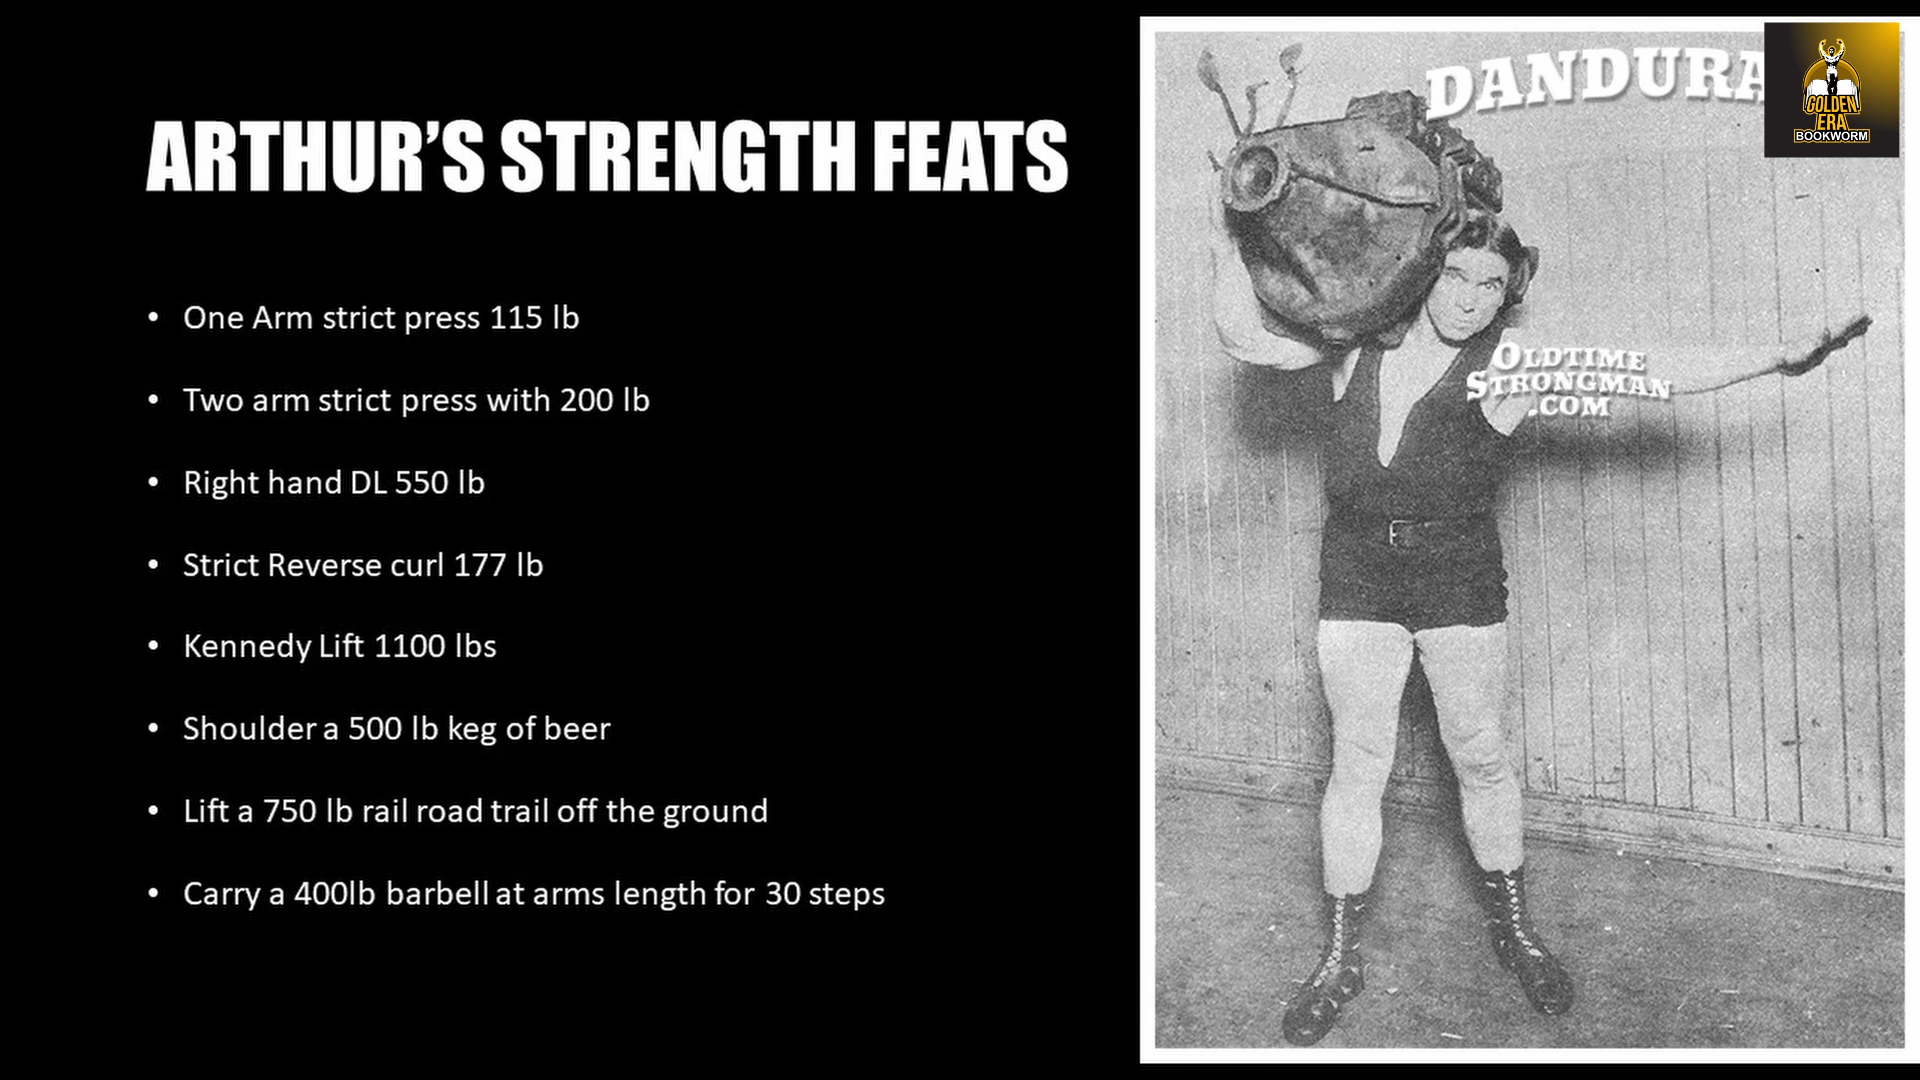 ARTHUR'S STRENGTH FEATS
• One Arm strict press 115 lb
• Two arm strict press with 200 lb
• Right hand DL 550 lb
• Strict Reverse curl 177 lb
• Kennedy Lift 1100 lbs
• Shoulder a 500 lb keg of beer
• Lift a 750 lb rail road trail off the ground
• Carry a 400lb barbell at arms length for 30 steps
DANDURA
GOLDEN
ERA
BOOKWORM
OLDTIME
STRONGMAN
.COM